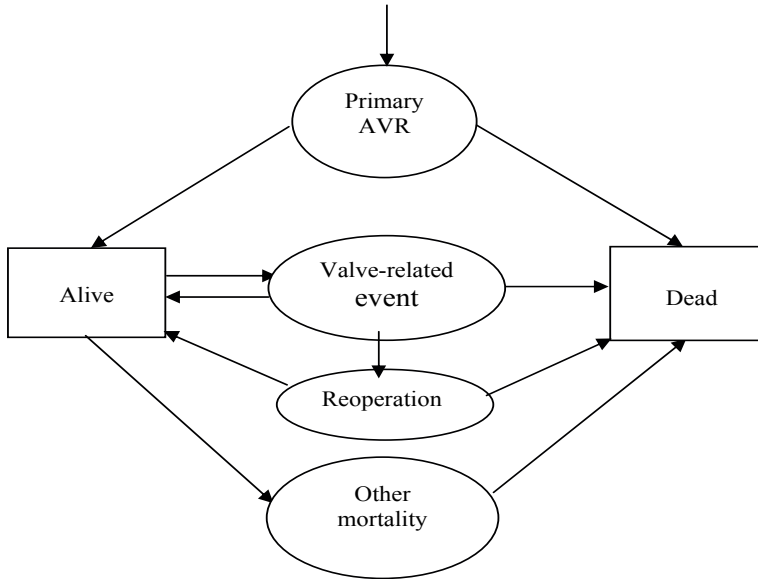 Primary
AVR
Valve-related
event
Alive
Dead
Reoperation
Other
mortality